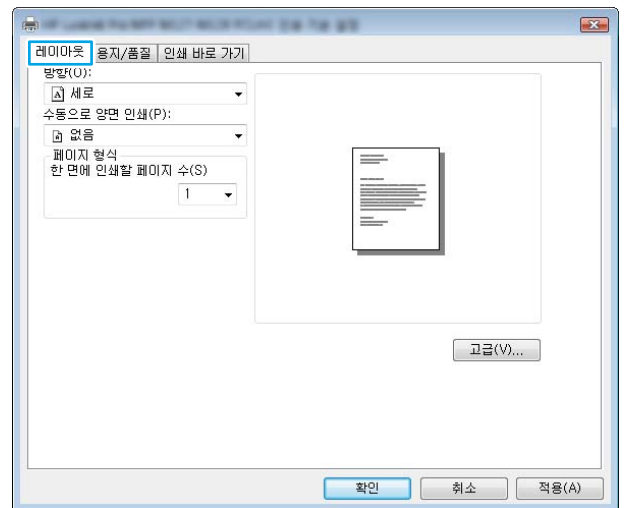 레이아웃 용지/품질 인쇄 바로 가기
방향(O):
세로
수동으로 양면 인쇄(P):
없음
페이지 형식
한 면에 인쇄할 페이지 수(S)
1
고급(V)...
확인 취소 적용(A)